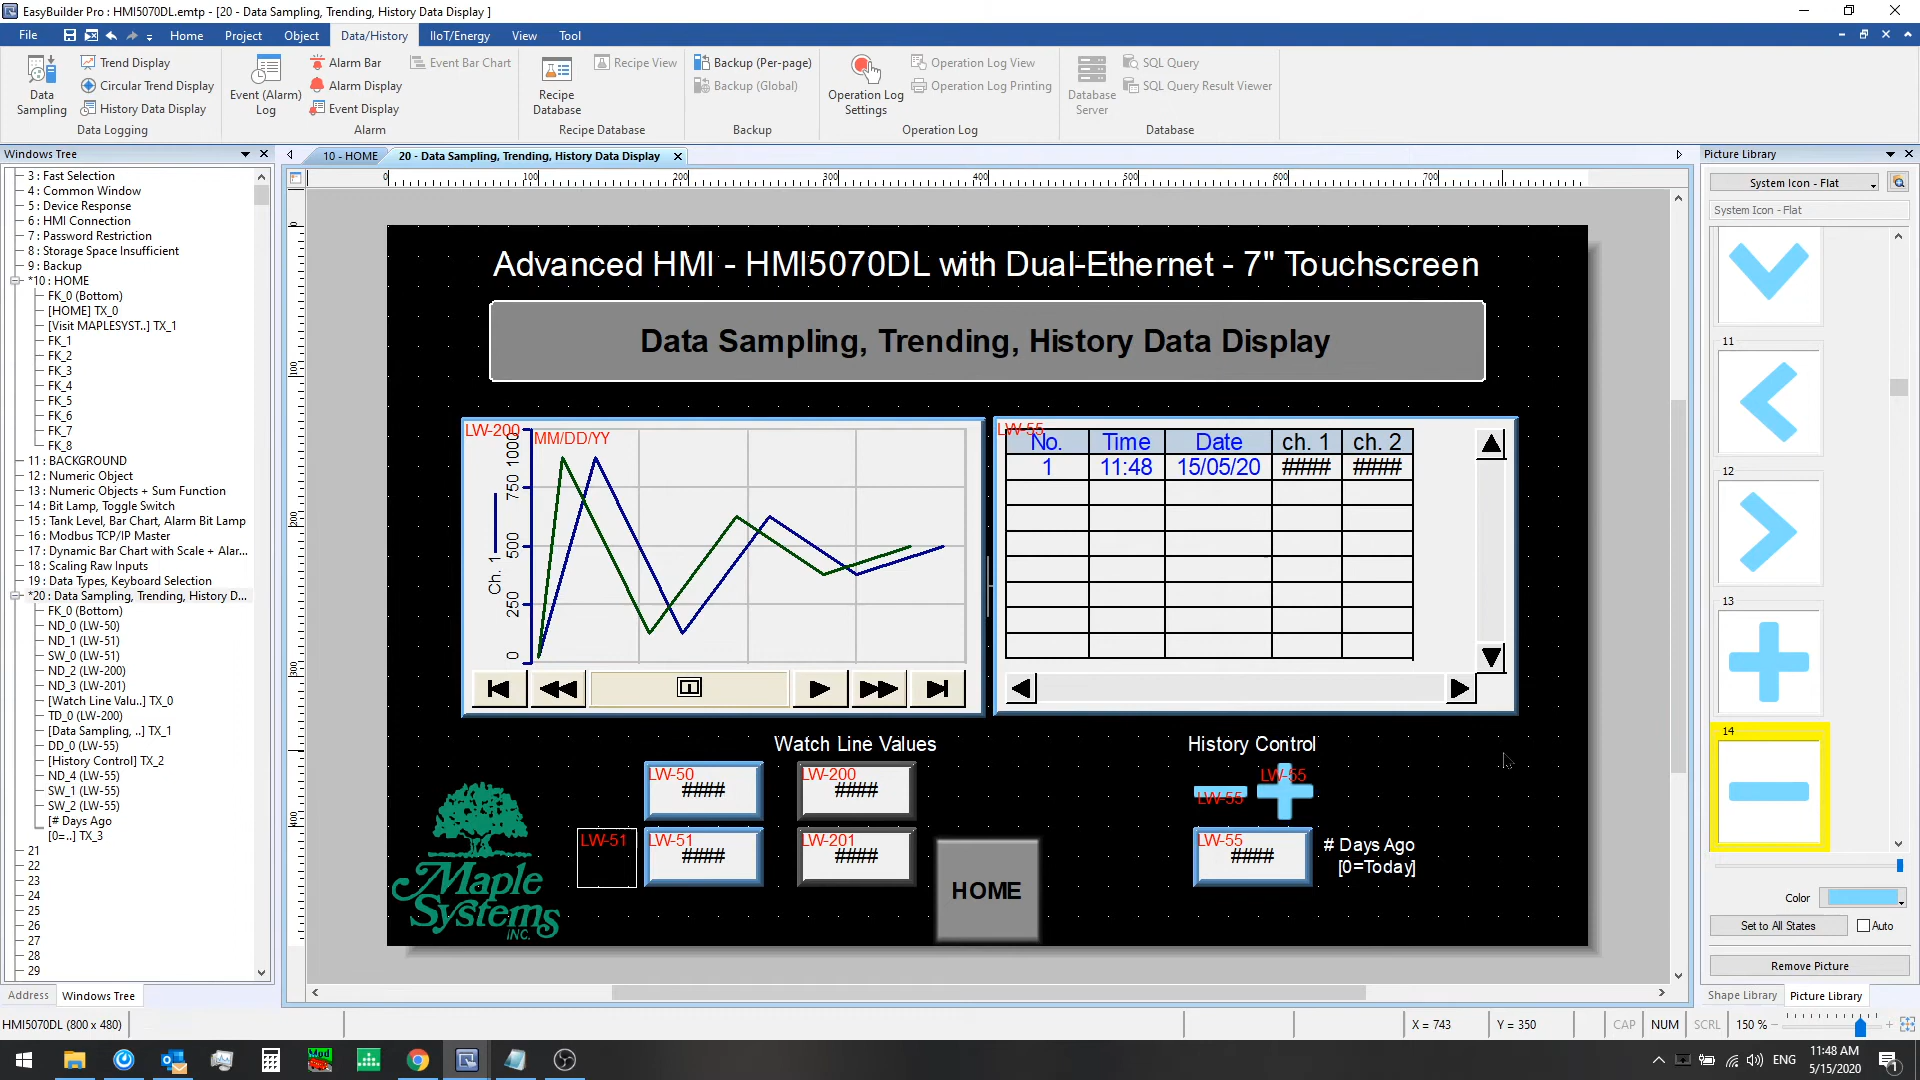 EasyBuilder Pro : HMI5070DL.emtp - [20 - Data Sampling, Trending, History Data Display ]
File
Home
Project
Object
Data/History
IIoT/Energy
View
Tool
Data Sampling
Trend Display
Circular Trend Display
History Data Display
Data Logging
Event (Alarm) Log
Alarm Bar
Alarm Display
Event Display
Event Bar Chart
Alarm
Recipe Database
Recipe View
Recipe Database
Backup (Per-page)
Backup (Global)
Backup
Operation Log Settings
Operation Log View
Operation Log Printing
Operation Log
Database Server
SQL Query
SQL Query Result Viewer
Database
Windows Tree
3 : Fast Selection
4 : Common Window
5 : Device Response
6 : HMI Connection
7 : Password Restriction
8 : Storage Space Insufficient
9 : Backup
*10 : HOME
FK_0 (Bottom)
[HOME] TX_0
[Visit MAPLESYST..] TX_1
FK_1
FK_2
FK_3
FK_4
FK_5
FK_6
FK_7
FK_8
11 : BACKGROUND
12 : Numeric Object
13 : Numeric Objects + Sum Function
14 : Bit Lamp, Toggle Switch
15 : Tank Level, Bar Chart, Alarm Bit Lamp
16 : Modbus TCP/IP Master
17 : Dynamic Bar Chart with Scale + Alar...
18 : Scaling Raw Inputs
19 : Data Types, Keyboard Selection
*20 : Data Sampling, Trending, History D...
FK_0 (Bottom)
ND_0 (LW-50)
ND_1 (LW-51)
SW_0 (LW-51)
ND_2 (LW-200)
ND_3 (LW-201)
[Watch Line Valu..] TX_0
TD_0 (LW-200)
[Data Sampling, ..] TX_1
DD_0 (LW-55)
[History Control] TX_2
ND_4 (LW-55)
SW_1 (LW-55)
SW_2 (LW-55)
[# Days Ago
[0=..] TX_3
21
22
23
24
25
26
27
28
29
Address
Windows Tree
10 - HOME
20 - Data Sampling, Trending, History Data Display
0 100 200 300 400 500 600 700
0
100
200
300
400
Advanced HMI - HMI5070DL with Dual-Ethernet - 7" Touchscreen
Data Sampling, Trending, History Data Display
LW-200
MM/DD/YY
1000
750
500
250
0
Ch. 1
LW-55
No. Time Date ch. 1 ch. 2
1 11:48 15/05/20 #### ####
Watch Line Values
LW-50
####
LW-200
####
LW-51
LW-51
####
LW-201
####
HOME
History Control
LW-55
LW-55
LW-55
####
# Days Ago
[0=Today]
Maple
Systems
INC.
Picture Library
System Icon - Flat
System Icon - Flat
11
12
13
14
Color
Set to All States
Auto
Remove Picture
Shape Library
Picture Library
HMI5070DL (800 x 480)
X = 743
Y = 350
CAP
NUM
SCRL
150 %
ENG
11:48 AM
5/15/2020
1